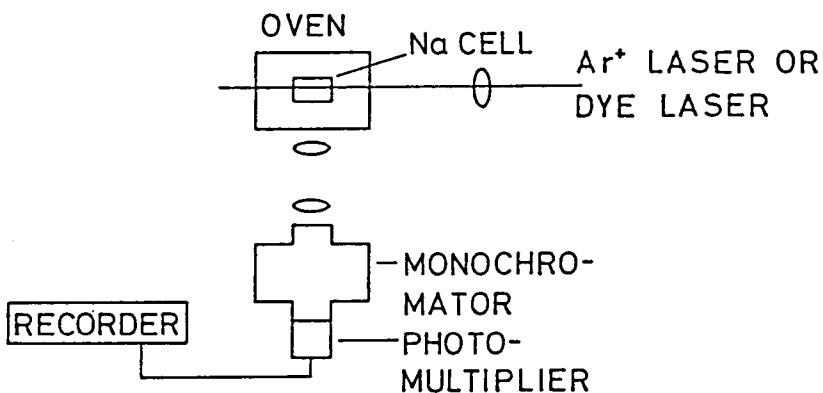 OVEN
Na CELL
Ar⁺ LASER OR
DYE LASER
MONOCHRO-
MATOR
RECORDER
PHOTO-
MULTIPLIER